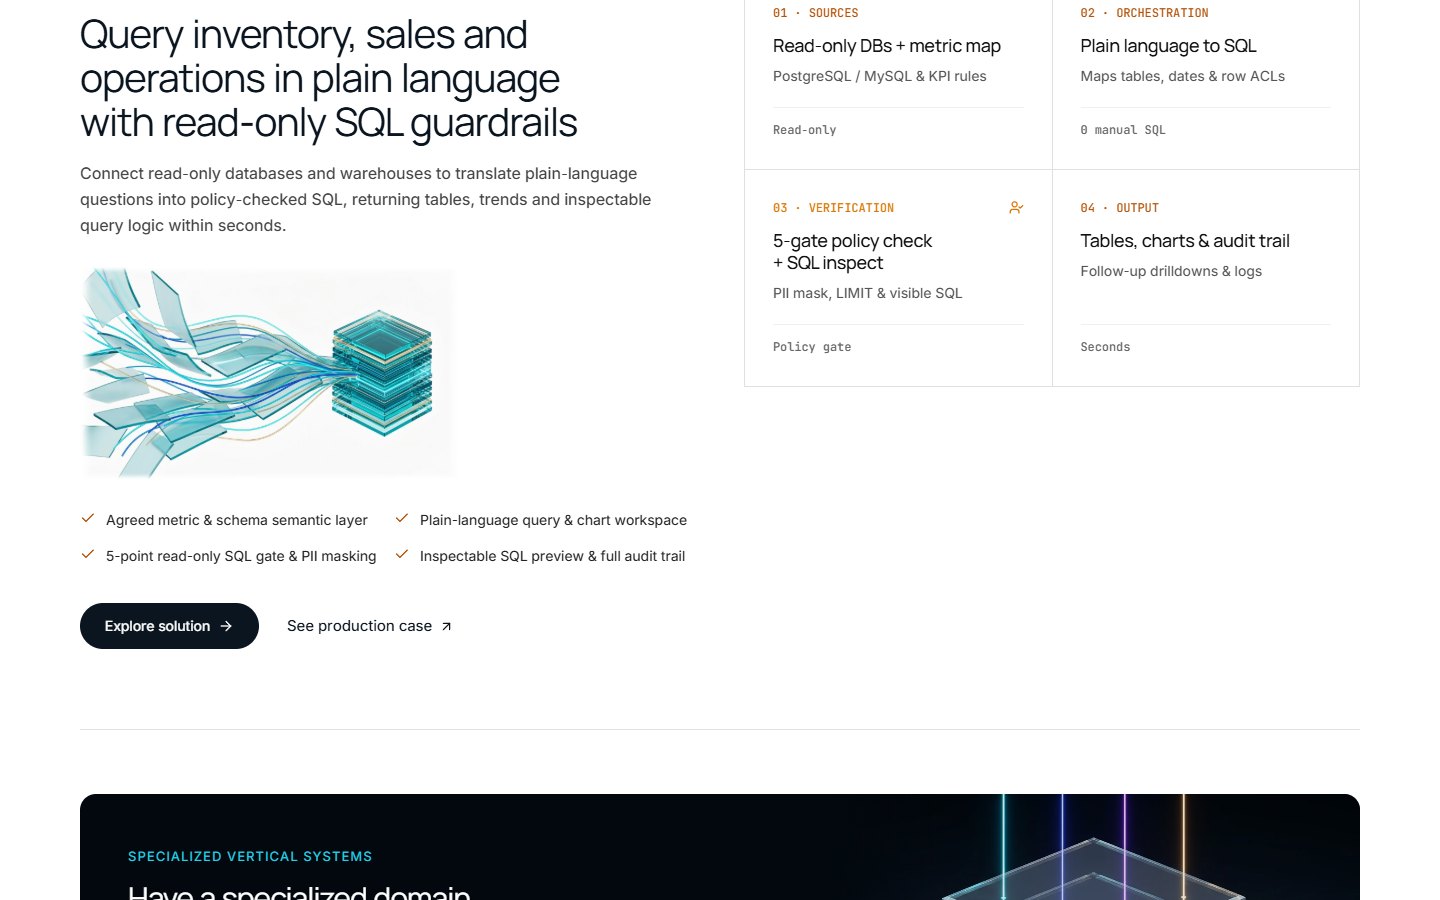 Query inventory, sales and
operations in plain language
with read-only SQL guardrails
Connect read-only databases and warehouses to translate plain-language
questions into policy-checked SQL, returning tables, trends and inspectable
query logic within seconds.
Agreed metric & schema semantic layer
Plain-language query & chart workspace
5-point read-only SQL gate & PII masking
Inspectable SQL preview & full audit trail
Explore solution
See production case
01 · SOURCES
Read-only DBs + metric map
PostgreSQL / MySQL & KPI rules
Read-only
02 · ORCHESTRATION
Plain language to SQL
Maps tables, dates & row ACLs
0 manual SQL
03 · VERIFICATION
5-gate policy check
+ SQL inspect
PII mask, LIMIT & visible SQL
Policy gate
04 · OUTPUT
Tables, charts & audit trail
Follow-up drilldowns & logs
Seconds
SPECIALIZED VERTICAL SYSTEMS
Have a specialized domain